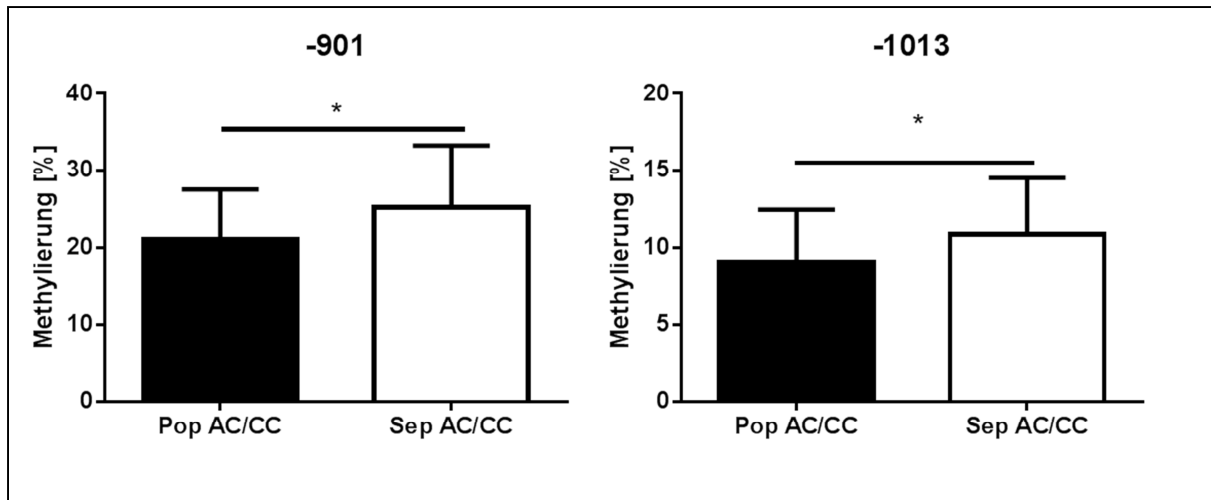 -901
Methylierung [%]
40
30
20
10
0
*
Pop AC/CC
Sep AC/CC
-1013
Methylierung [%]
20
15
10
5
0
*
Pop AC/CC
Sep AC/CC